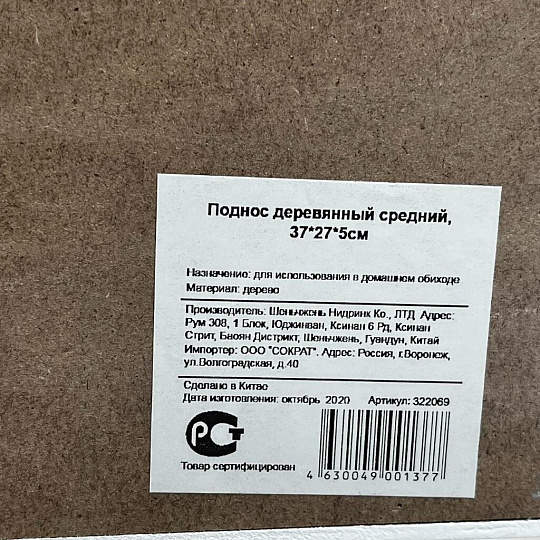 Поднос деревянный средний,
37*27*5см
Назначение: для использования в домашнем обиходе
Материал: дерево
Производитель: Шеньчжень Нидринк Ко., ЛТД Адрес:
Рум 308, 1 Блок, Юджинван, Ксинан 6 Рд, Ксинан
Стрит, Баоян Дистрикт, Шеньчжень, Гуандун, Китай
Импортер: ООО "СОКРАТ". Адрес: Россия, г.Воронеж,
ул.Волгоградская, д.40
Сделано в Китае
Дата изготовления: октябрь 2020 Артикул: 322069
РСТ
Товар сертифицирован
4 630049 001377